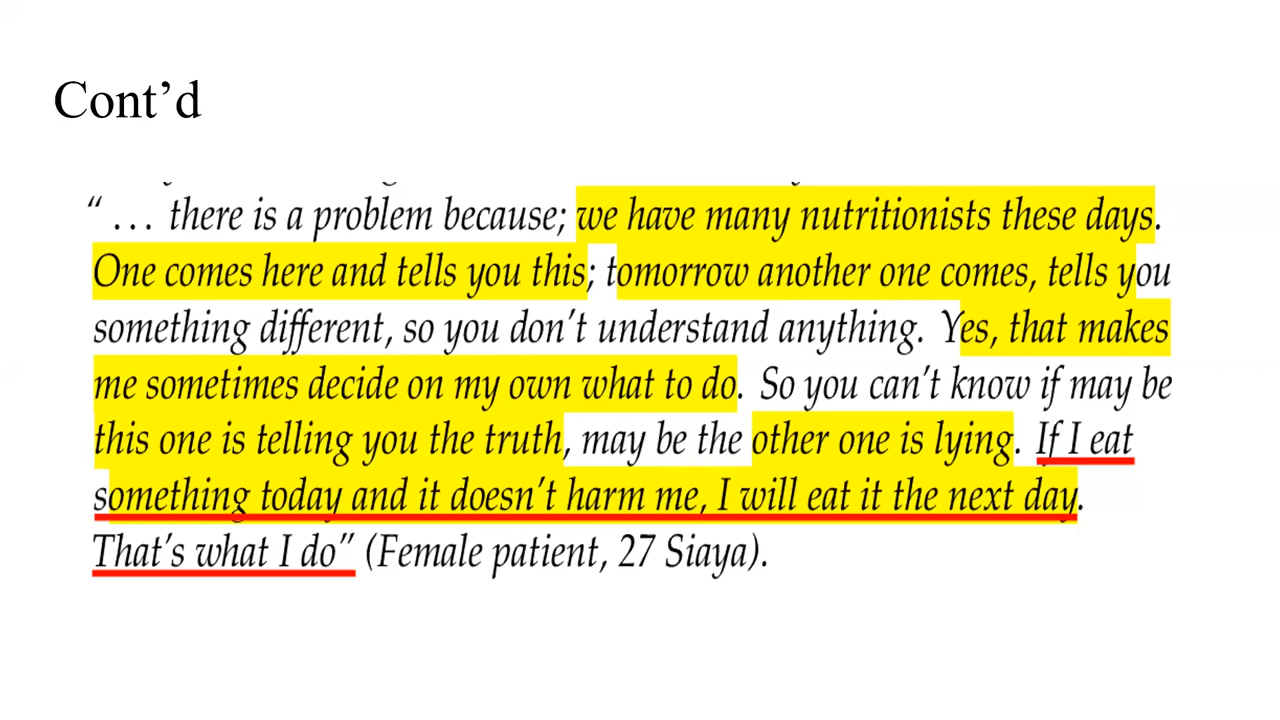 Cont’d
“ … there is a problem because; we have many nutritionists these days.
One comes here and tells you this; tomorrow another one comes, tells you
something different, so you don’t understand anything. Yes, that makes
me sometimes decide on my own what to do. So you can’t know if may be
this one is telling you the truth, may be the other one is lying. If I eat
something today and it doesn’t harm me, I will eat it the next day.
That’s what I do” (Female patient, 27 Siaya).